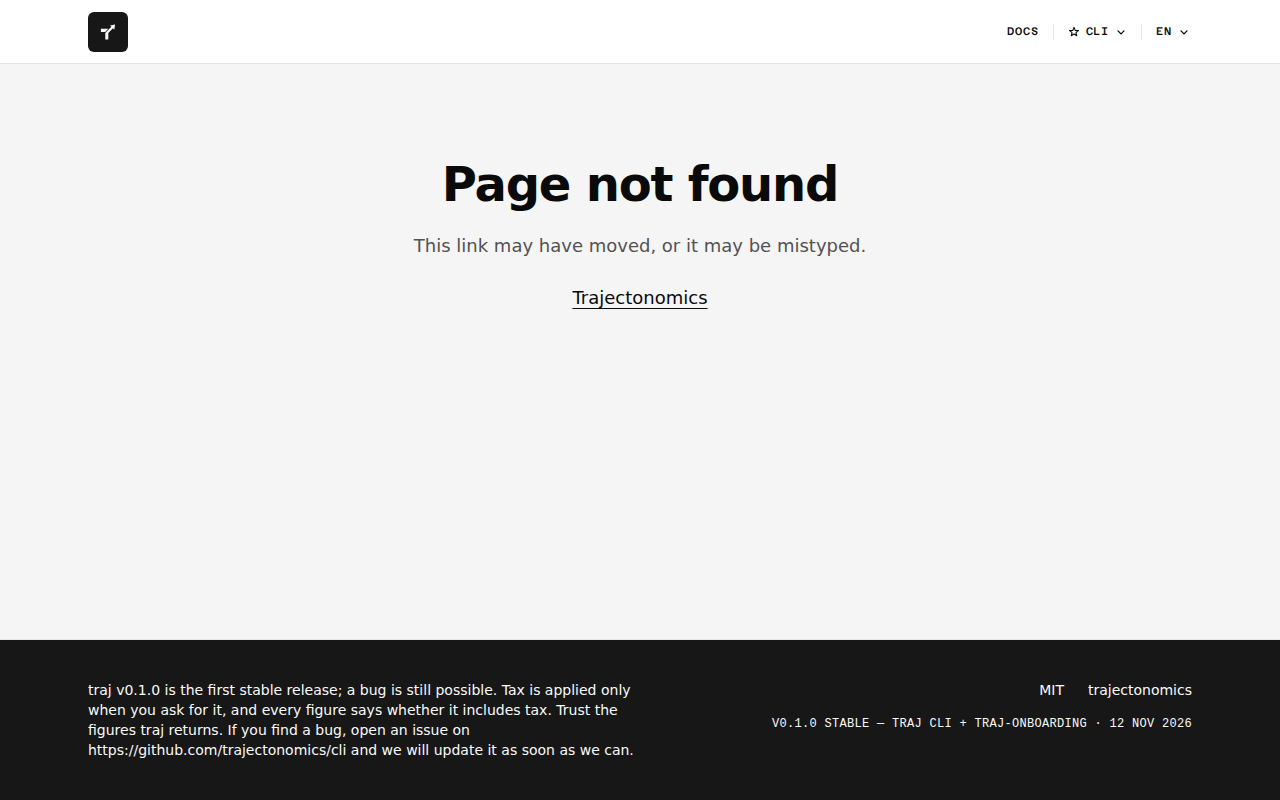 DOCS
CLI
EN
Page not found
This link may have moved, or it may be mistyped.
Trajectonomics
traj v0.1.0 is the first stable release; a bug is still possible. Tax is applied only
when you ask for it, and every figure says whether it includes tax. Trust the
figures traj returns. If you find a bug, open an issue on
https://github.com/trajectonomics/cli and we will update it as soon as we can.
MIT trajectonomics
V0.1.0 STABLE — TRAJ CLI + TRAJ-ONBOARDING · 12 NOV 2026